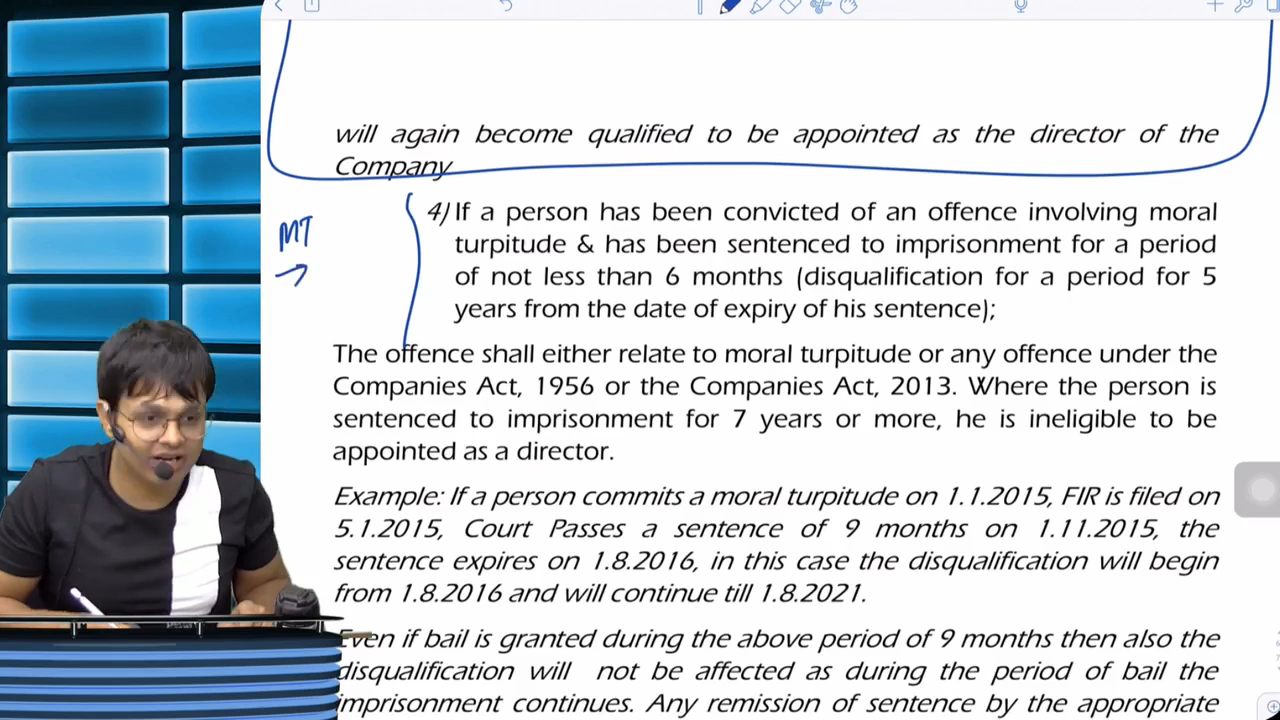 will again become qualified to be appointed as the director of the
Company
MT
4) If a person has been convicted of an offence involving moral
turpitude & has been sentenced to imprisonment for a period
of not less than 6 months (disqualification for a period for 5
years from the date of expiry of his sentence);
The offence shall either relate to moral turpitude or any offence under the
Companies Act, 1956 or the Companies Act, 2013. Where the person is
sentenced to imprisonment for 7 years or more, he is ineligible to be
appointed as a director.
Example: If a person commits a moral turpitude on 1.1.2015, FIR is filed on
5.1.2015, Court Passes a sentence of 9 months on 1.11.2015, the
sentence expires on 1.8.2016, in this case the disqualification will begin
from 1.8.2016 and will continue till 1.8.2021.
Even if bail is granted during the above period of 9 months then also the
disqualification will not be affected as during the period of bail the
imprisonment continues. Any remission of sentence by the appropriate